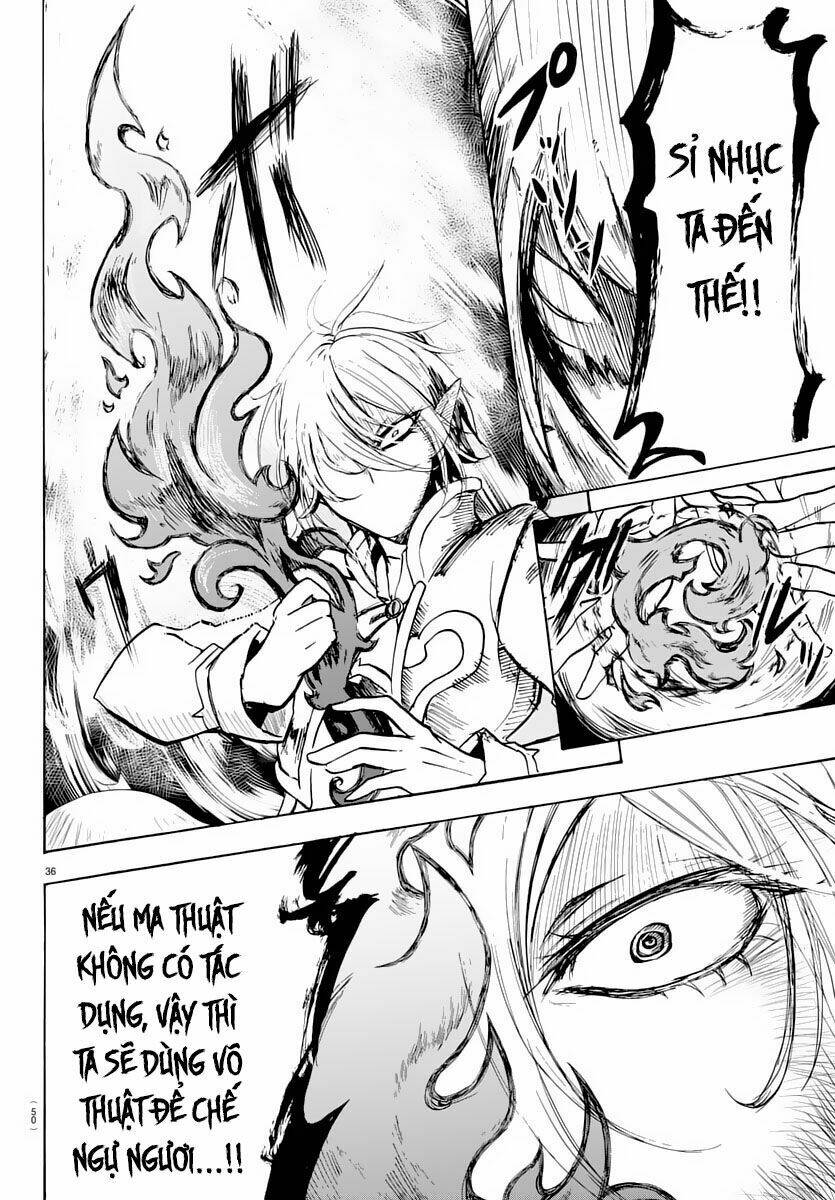 SỈ NHỤC
TA ĐẾN
THẾ!!
36
NẾU MA THUẬT
KHÔNG CÓ TÁC
DỤNG, VẬY THÌ
TA SẼ DÙNG VÕ
THUẬT ĐỂ CHẾ
NGỰ NGƯƠI...!!
(50)